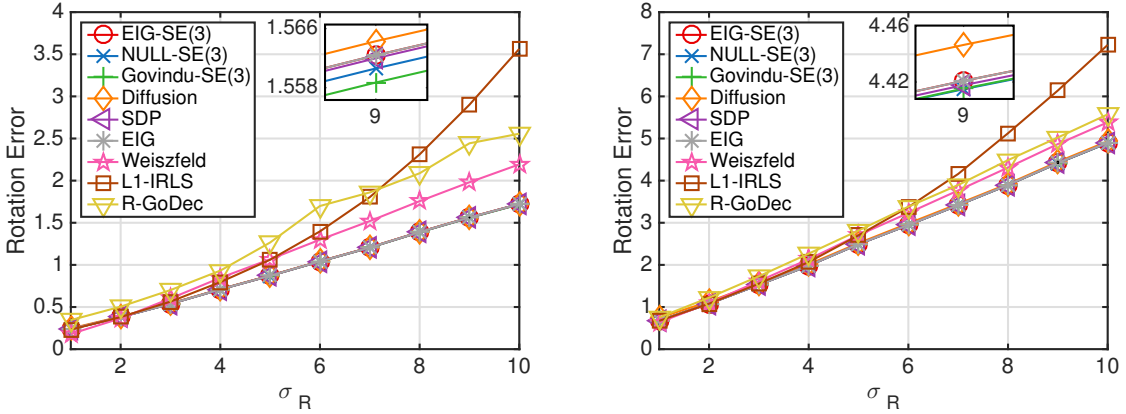 Rotation Error
4
3.5
3
2.5
2
1.5
1
0.5
0
EIG-SE(3)
NULL-SE(3)
Govindu-SE(3)
Diffusion
SDP
EIG
Weiszfeld
L1-IRLS
R-GoDec
1.566
1.558
9
2
4
6
8
10
σ R
Rotation Error
8
7
6
5
4
3
2
1
0
EIG-SE(3)
NULL-SE(3)
Govindu-SE(3)
Diffusion
SDP
EIG
Weiszfeld
L1-IRLS
R-GoDec
4.46
4.42
9
2
4
6
8
10
σ R